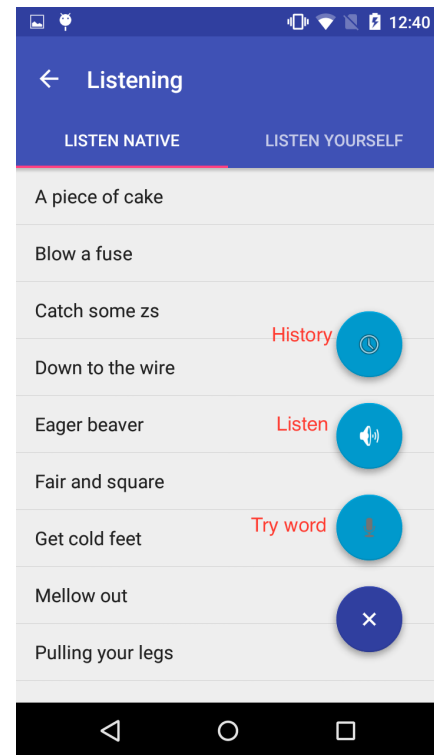 12:40
Listening
LISTEN NATIVE
LISTEN YOURSELF
A piece of cake
Blow a fuse
Catch some zs
History
Down to the wire
Eager beaver
Listen
Fair and square
Try word
Get cold feet
Mellow out
Pulling your legs